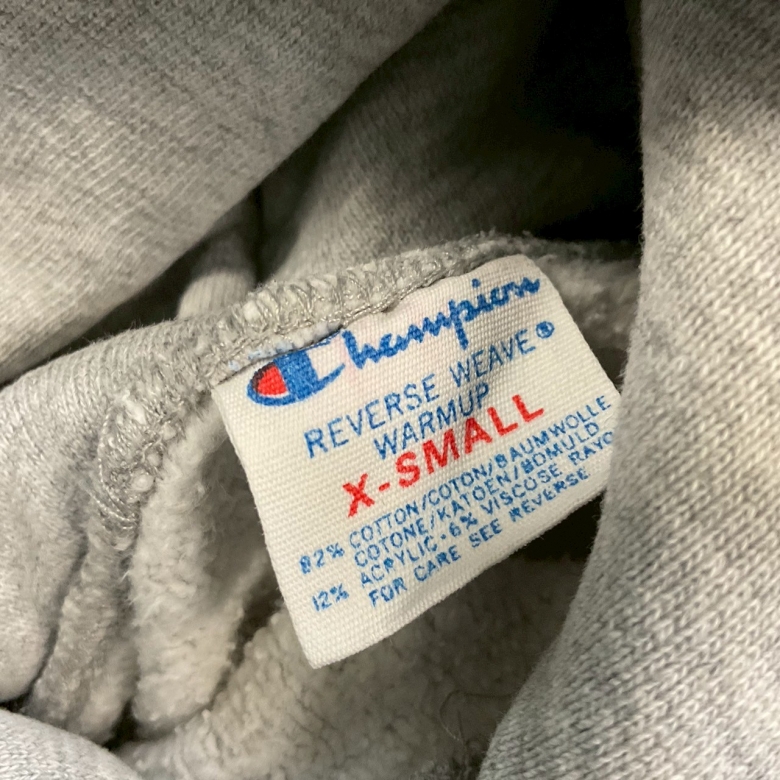 Champion
REVERSE WEAVE®
WARMUP
X-SMALL
82% COTTON/COTON/BAUMWOLLE
COTONE/KATOEN/BOMULD
12% ACRYLIC-6% VISCOSE RAYO
FOR CARE SEE REVERSE